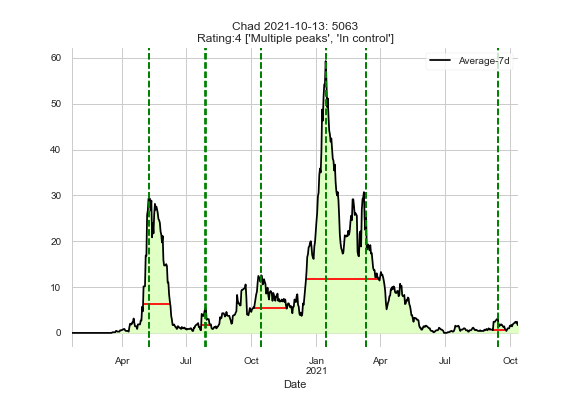 Chad 2021-10-13: 5063
Rating:4 ['Multiple peaks', 'In control']
Average-7d
60
50
40
30
20
10
0
Apr Jul Oct Jan Apr Jul Oct
2021
Date